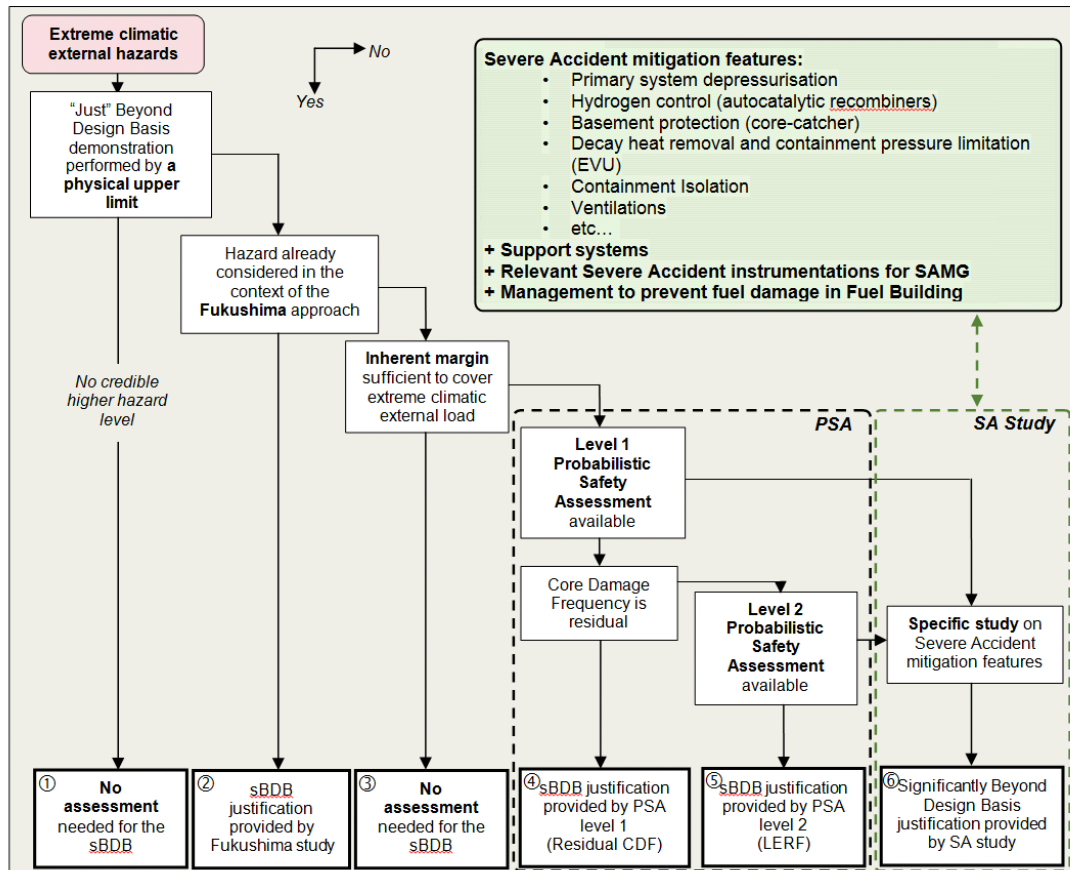 Extreme climatic
external hazards
No
Yes
Severe Accident mitigation features:
• Primary system depressurisation
• Hydrogen control (autocatalytic recombiners)
• Basement protection (core-catcher)
• Decay heat removal and containment pressure limitation
(EVU)
• Containment Isolation
• Ventilations
• etc…
+ Support systems
+ Relevant Severe Accident instrumentations for SAMG
+ Management to prevent fuel damage in Fuel Building
“Just” Beyond
Design Basis
demonstration
performed by a
physical upper
limit
Hazard already
considered in the
context of the
Fukushima approach
Inherent margin
sufficient to cover
extreme climatic
external load
No credible
higher hazard
level
PSA
SA Study
Level 1
Probabilistic
Safety
Assessment
available
Core Damage
Frequency is
residual
Level 2
Probabilistic
Safety
Assessment
available
Specific study on
Severe Accident
mitigation features
①
No
assessment
needed for the
sBDB
②
sBDB
justification
provided by
Fukushima study
③
No
assessment
needed for the
sBDB
④
sBDB justification
provided by PSA
level 1
(Residual CDF)
⑤
sBDB justification
provided by PSA
level 2
(LERF)
⑥
Significantly Beyond
Design Basis
justification provided
by SA study